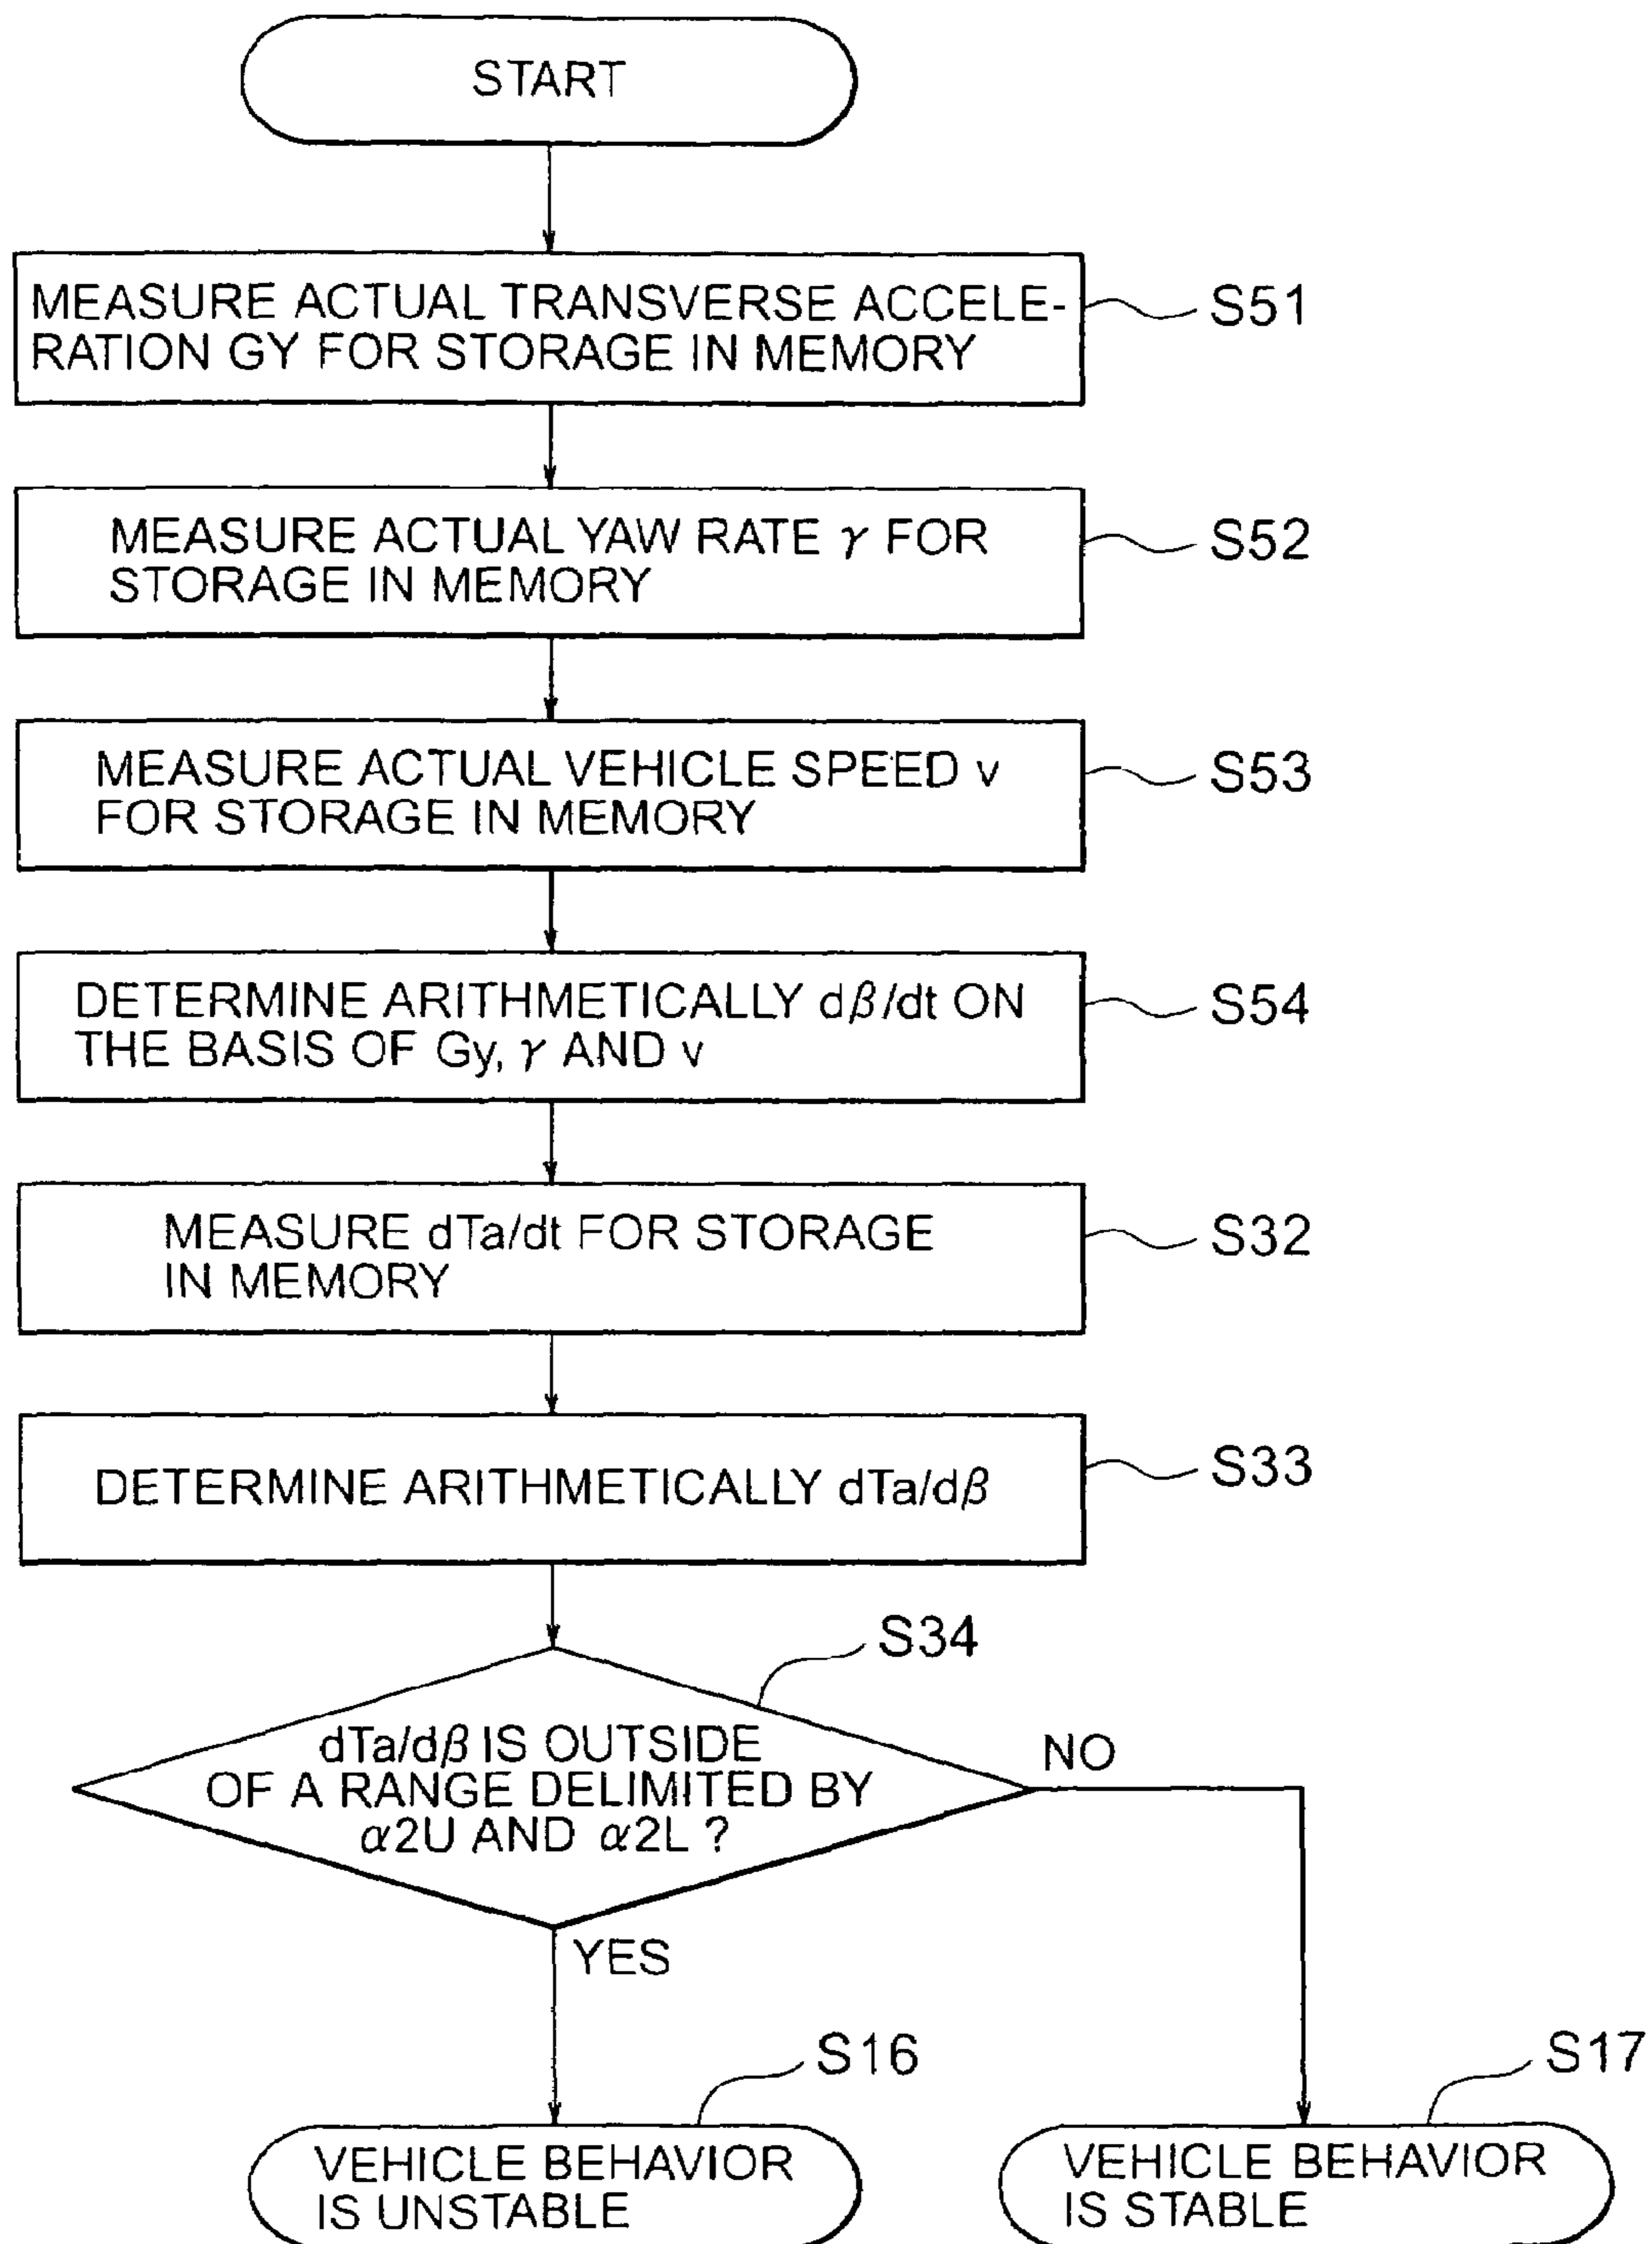 START
MEASURE ACTUAL TRANSVERSE ACCELE-
RATION GY FOR STORAGE IN MEMORY
S51
MEASURE ACTUAL YAW RATE γ FOR
STORAGE IN MEMORY
S52
MEASURE ACTUAL VEHICLE SPEED v
FOR STORAGE IN MEMORY
S53
DETERMINE ARITHMETICALLY dβ/dt ON
THE BASIS OF Gy, γ AND v
S54
MEASURE dTa/dt FOR STORAGE
IN MEMORY
S32
DETERMINE ARITHMETICALLY dTa/dβ
S33
S34
dTa/dβ IS OUTSIDE
OF A RANGE DELIMITED BY
α2U AND α2L ?
NO
YES
S16
VEHICLE BEHAVIOR
IS UNSTABLE
S17
VEHICLE BEHAVIOR
IS STABLE